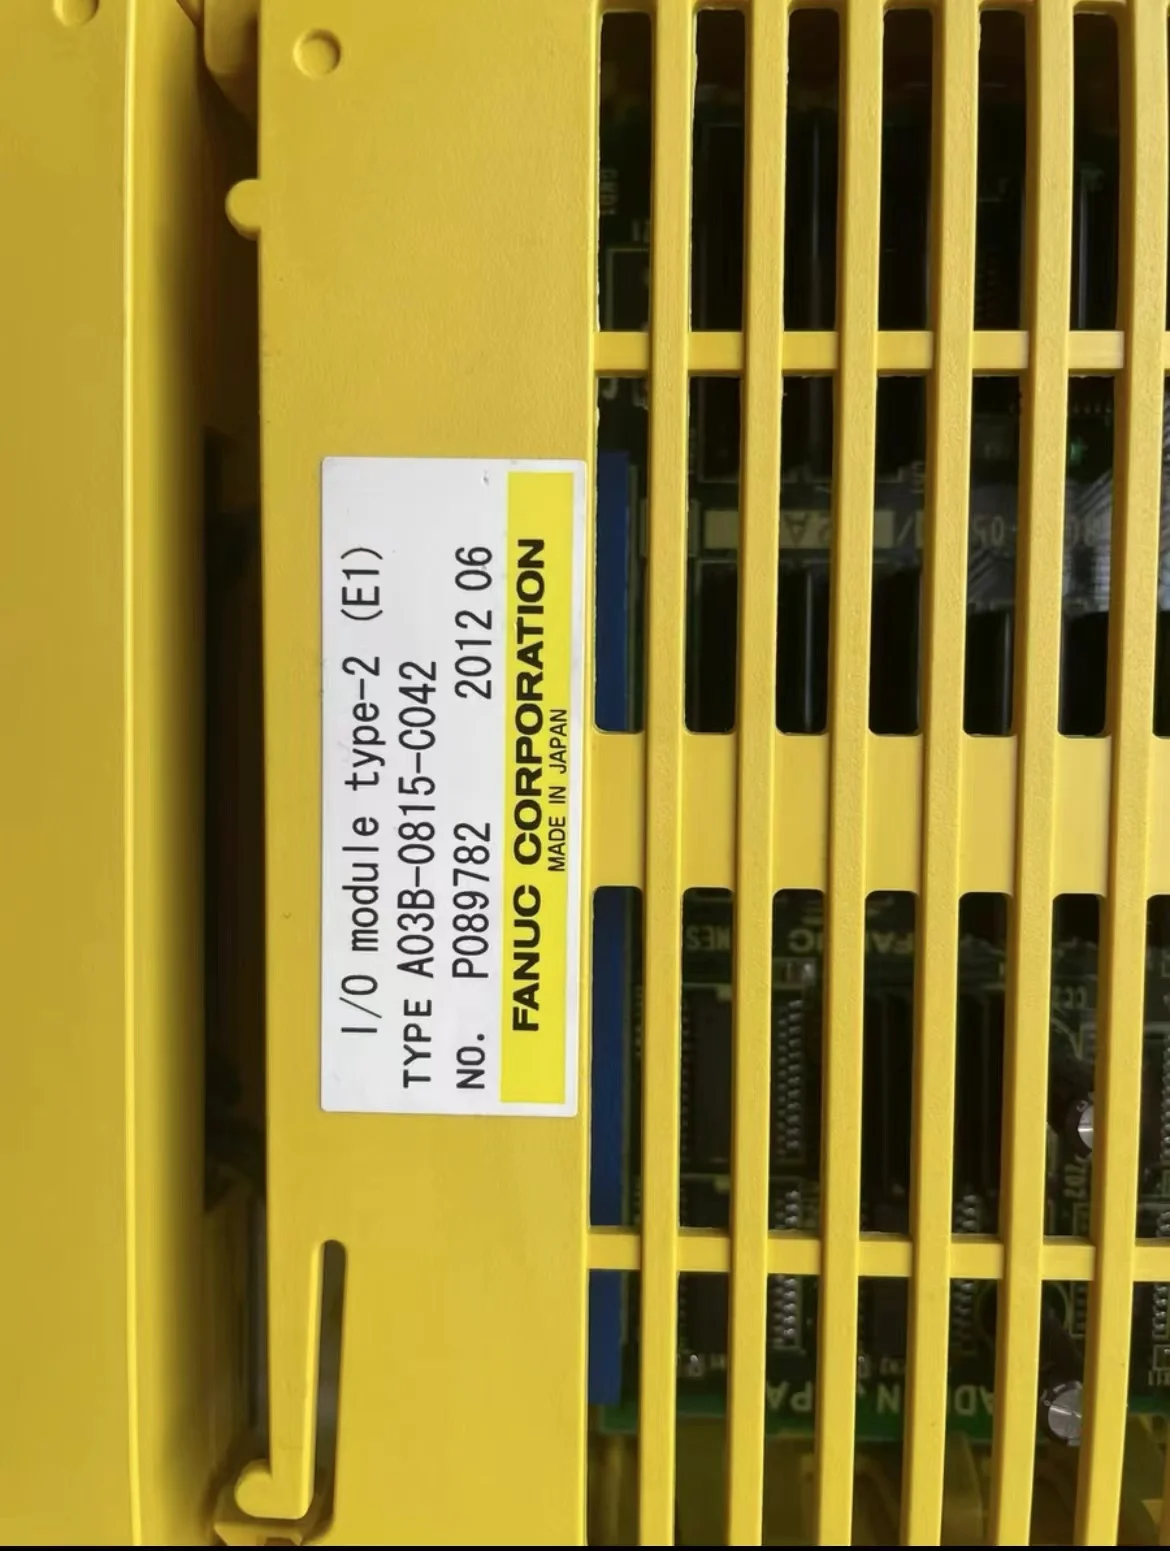 I/O module type-2 (E1)
TYPE A03B-0815-C042
NO. P089782 2012 06
FANUC CORPORATION
MADE IN JAPAN